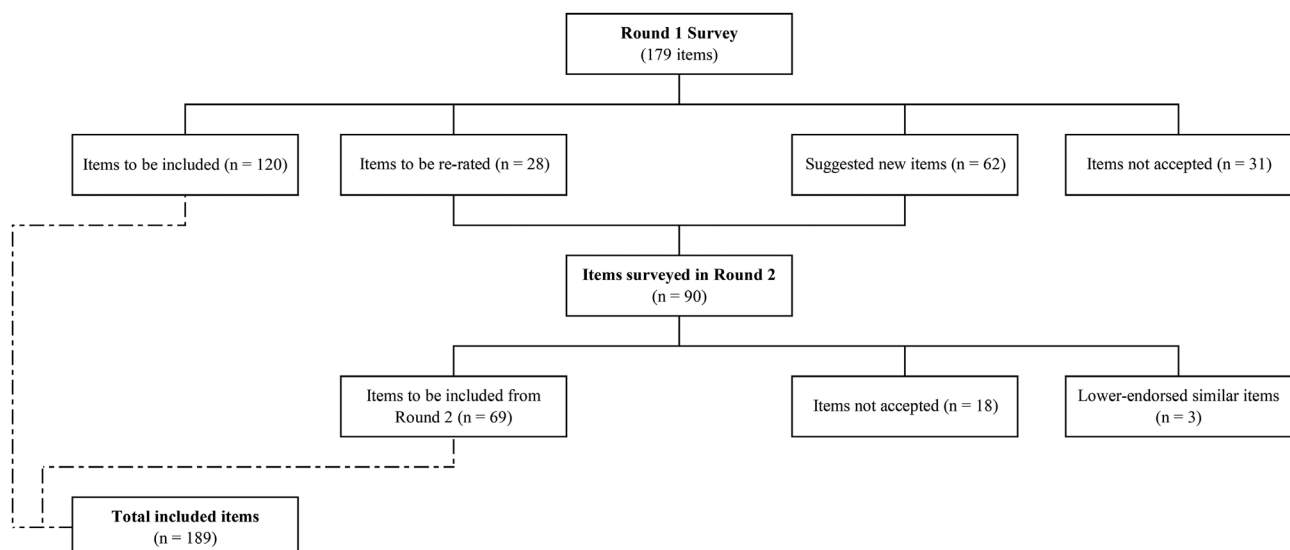 Round 1 Survey
(179 items)
Items to be included (n = 120)
Items to be re-rated (n = 28)
Suggested new items (n = 62)
Items not accepted (n = 31)
Items surveyed in Round 2
(n = 90)
Items to be included from
Round 2 (n = 69)
Items not accepted (n = 18)
Lower-endorsed similar items
(n = 3)
Total included items
(n = 189)